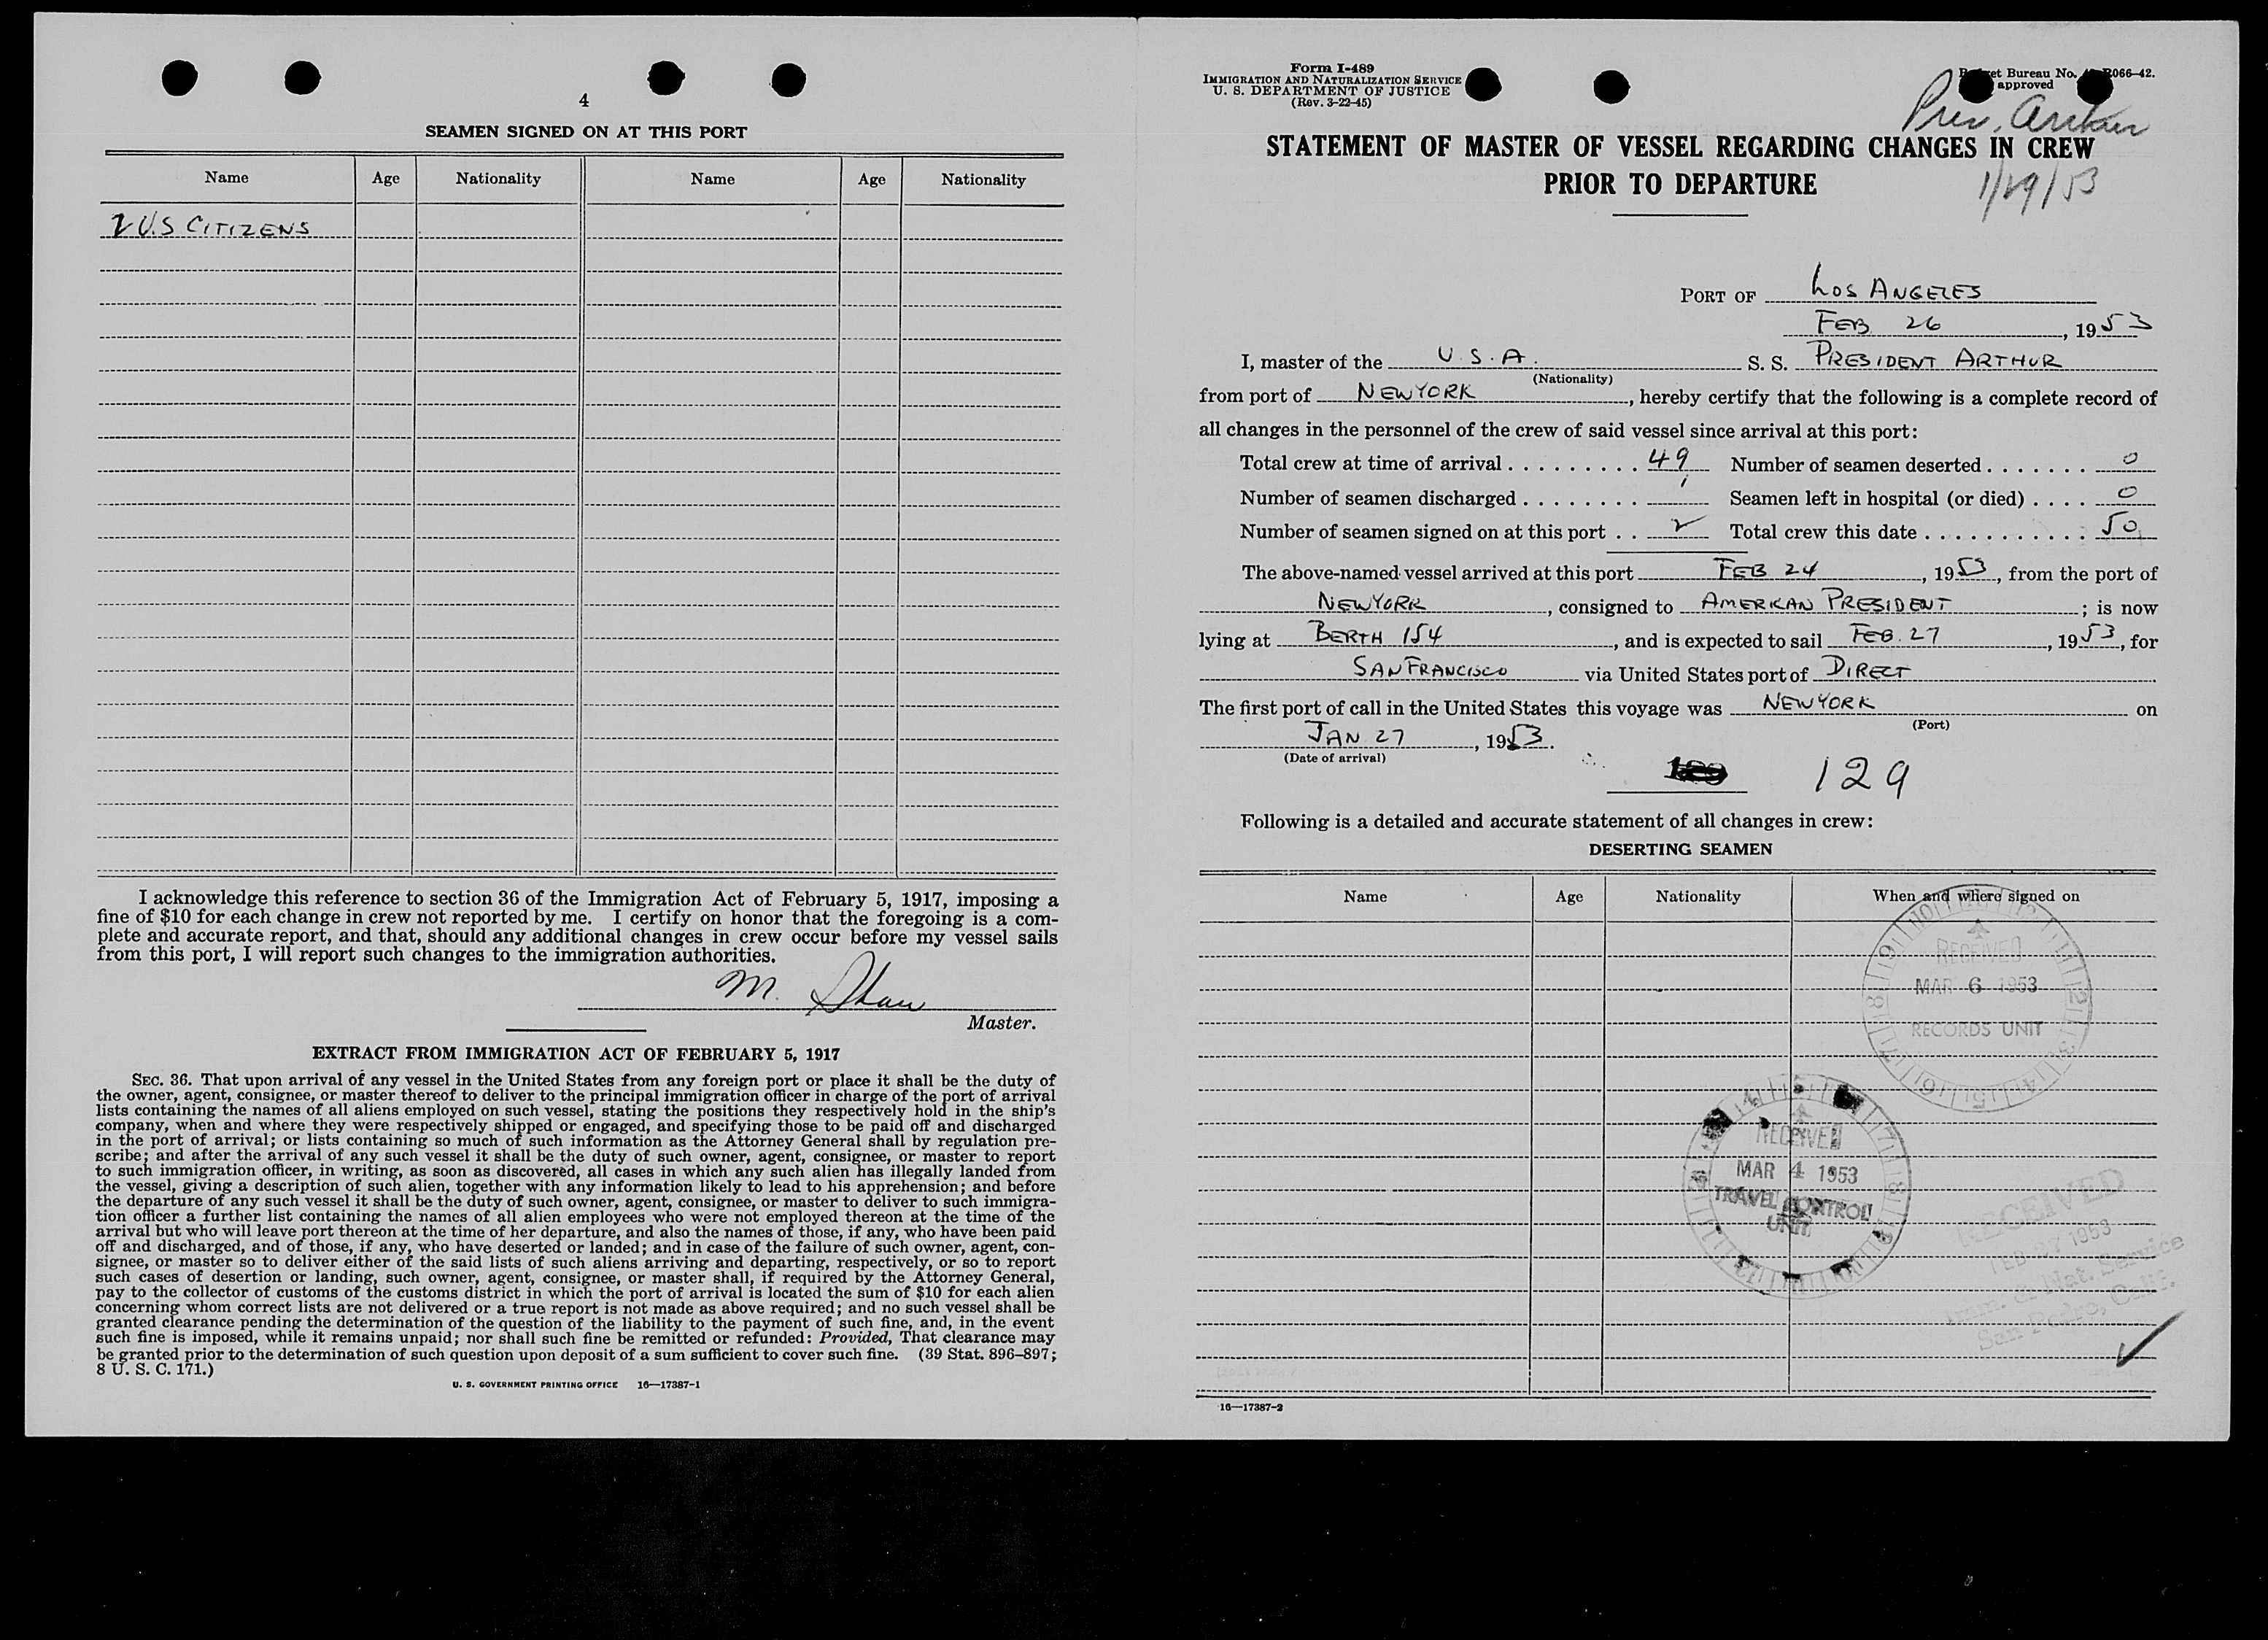 4
SEAMEN SIGNED ON AT THIS PORT
Name Age Nationality Name Age Nationality
2 U.S CITIZENS
I acknowledge this reference to section 36 of the Immigration Act of February 5, 1917, imposing a
fine of $10 for each change in crew not reported by me. I certify on honor that the foregoing is a com-
plete and accurate report, and that, should any additional changes in crew occur before my vessel sails
from this port, I will report such changes to the immigration authorities.
M. Shaw
Master.
EXTRACT FROM IMMIGRATION ACT OF FEBRUARY 5, 1917
SEC. 36. That upon arrival of any vessel in the United States from any foreign port or place it shall be the duty of
the owner, agent, consignee, or master thereof to deliver to the principal immigration officer in charge of the port of arrival
lists containing the names of all aliens employed on such vessel, stating the positions they respectively hold in the ship's
company, when and where they were respectively shipped or engaged, and specifying those to be paid off and discharged
in the port of arrival; or lists containing so much of such information as the Attorney General shall by regulation pre-
scribe; and after the arrival of any such vessel it shall be the duty of such owner, agent, consignee, or master to report
to such immigration officer, in writing, as soon as discovered, all cases in which any such alien has illegally landed from
the vessel, giving a description of such alien, together with any information likely to lead to his apprehension; and before
the departure of any such vessel it shall be the duty of such owner, agent, consignee, or master to deliver to such immigra-
tion officer a further list containing the names of all alien employees who were not employed thereon at the time of the
arrival but who will leave port thereon at the time of her departure, and also the names of those, if any, who have been paid
off and discharged, and of those, if any, who have deserted or landed; and in case of the failure of such owner, agent, con-
signee, or master so to deliver either of the said lists of such aliens arriving and departing, respectively, or so to report
such cases of desertion or landing, such owner, agent, consignee, or master shall, if required by the Attorney General,
pay to the collector of customs of the customs district in which the port of arrival is located the sum of $10 for each alien
concerning whom correct lists are not delivered or a true report is not made as above required; and no such vessel shall be
granted clearance pending the determination of the question of the liability to the payment of such fine, and, in the event
such fine is imposed, while it remains unpaid; nor shall such fine be remitted or refunded: Provided, That clearance may
be granted prior to the determination of such question upon deposit of a sum sufficient to cover such fine. (39 Stat. 896–897;
8 U. S. C. 171.)
U. S. GOVERNMENT PRINTING OFFICE 16—17387-1
Form I-489
IMMIGRATION AND NATURALIZATION SERVICE
U. S. DEPARTMENT OF JUSTICE
(Rev. 3-22-45)
Bureau No. R066–42.
approved
Pres. Arthur
1/29/53
STATEMENT OF MASTER OF VESSEL REGARDING CHANGES IN CREW
PRIOR TO DEPARTURE
PORT OF LOS ANGELES
FEB 26, 1953
I, master of the U.S.A. S. S. PRESIDENT ARTHUR
(Nationality)
from port of NEWYORK, hereby certify that the following is a complete record of
all changes in the personnel of the crew of said vessel since arrival at this port:
Total crew at time of arrival . . . . . . . . . 49 Number of seamen deserted . . . . . . . 0
Number of seamen discharged . . . . . . . . 1 Seamen left in hospital (or died) . . . . 0
Number of seamen signed on at this port . . 2 Total crew this date . . . . . . . . . . . 50
The above-named vessel arrived at this port FEB 24, 1953, from the port of
NEWYORK, consigned to AMERICAN PRESIDENT; is now
lying at BERTH 154, and is expected to sail FEB. 27, 1953, for
SANFRANCISCO via United States port of DIRECT
The first port of call in the United States this voyage was NEWYORK on
(Port)
JAN 27, 1953.
(Date of arrival)
129
Following is a detailed and accurate statement of all changes in crew:
DESERTING SEAMEN
Name Age Nationality When and where signed on
RECEIVED
MAR 6 1953
RECORDS UNIT
RECEIVED
MAR 4 1953
TRAVEL CONTROL
UNIT
RECEIVED
FEB 27 1953
Imm. & Nat. Service
San Pedro, Calif.
16—17387-2